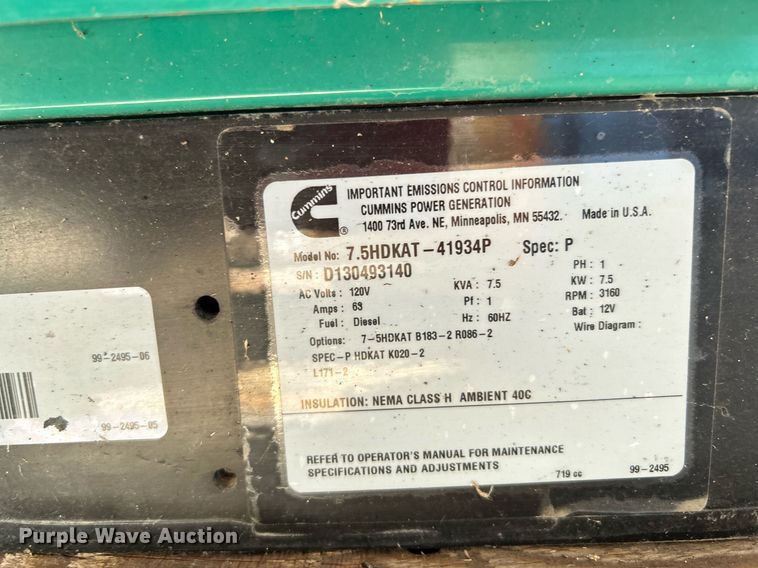 Cummins
®
IMPORTANT EMISSIONS CONTROL INFORMATION
CUMMINS POWER GENERATION
1400 73rd Ave. NE, Minneapolis, MN 55432. Made in U.S.A.
Model No: 7.5HDKAT-41934P Spec: P
S/N : D130493140
AC Volts : 120V KVA : 7.5 PH : 1
Amps : 63 Pf : 1 KW : 7.5
Fuel : Diesel Hz : 60HZ RPM : 3160
Bat : 12V
Options: 7-5HDKAT B183-2 R086-2 Wire Diagram :
SPEC-P HDKAT K020-2
L171-2
INSULATION: NEMA CLASS H AMBIENT 40C
REFER TO OPERATOR'S MANUAL FOR MAINTENANCE
SPECIFICATIONS AND ADJUSTMENTS 719 cc 99-2495
99-2495-06
99-2495-05
Purple Wave Auction